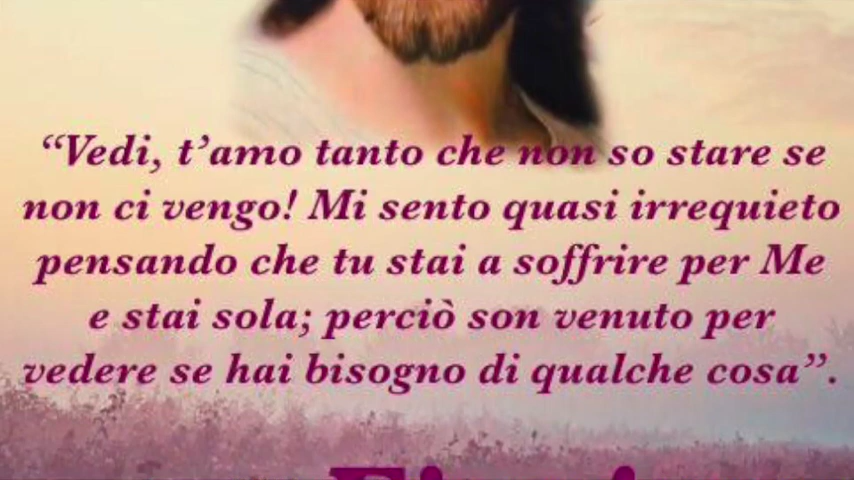 “Vedi, t’amo tanto che non so stare se
non ci vengo! Mi sento quasi irrequieto
pensando che tu stai a soffrire per Me
e stai sola; perciò son venuto per
vedere se hai bisogno di qualche cosa”.